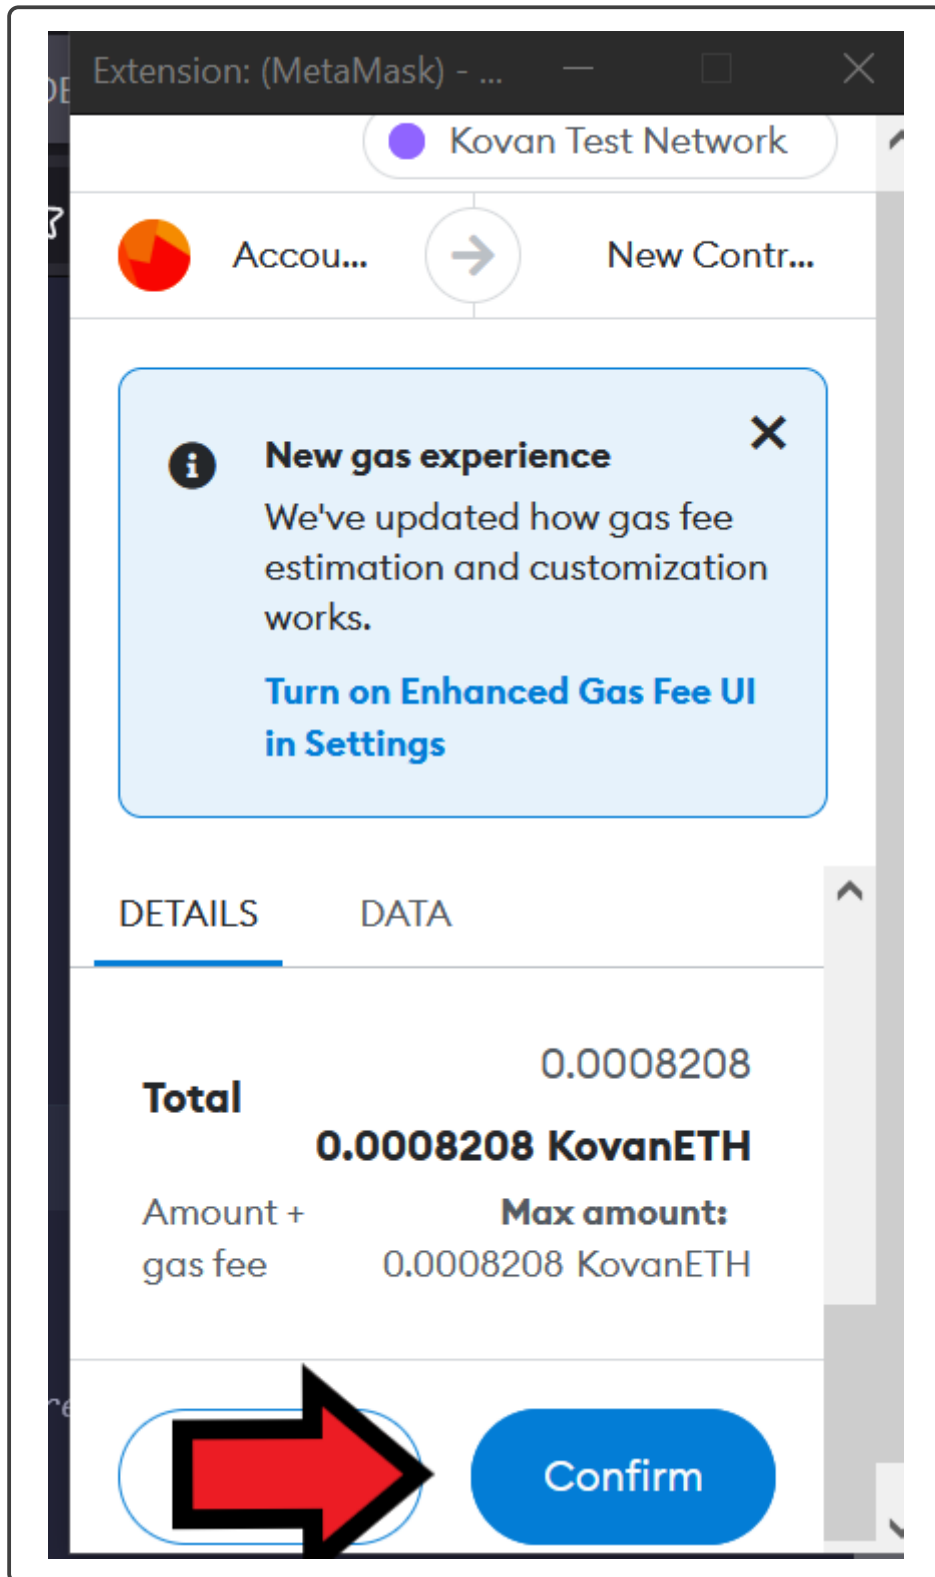 Extension: (MetaMask) - ...
Kovan Test Network
Accou...
New Contr...
New gas experience
We've updated how gas fee
estimation and customization
works.
Turn on Enhanced Gas Fee UI
in Settings
DETAILS DATA
0.0008208
Total
0.0008208 KovanETH
Amount +
gas fee
Max amount:
0.0008208 KovanETH
Confirm